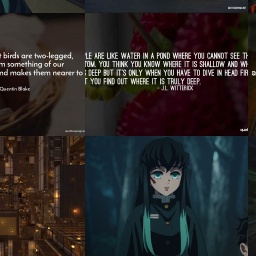 t birds are two-legged,
m something of our
nd makes them nearer to
Quentin Blake
LE ARE LIKE WATER IN A POND WHERE YOU CANNOT SEE TH
TOM. YOU THINK YOU KNOW WHERE IT IS SHALLOW AND WH
S DEEP BUT IT'S ONLY WHEN YOU HAVE TO DIVE IN HEAD FIRS
T YOU FIND OUT WHERE IT IS TRULY DEEP.
- J.L. WITTERICK